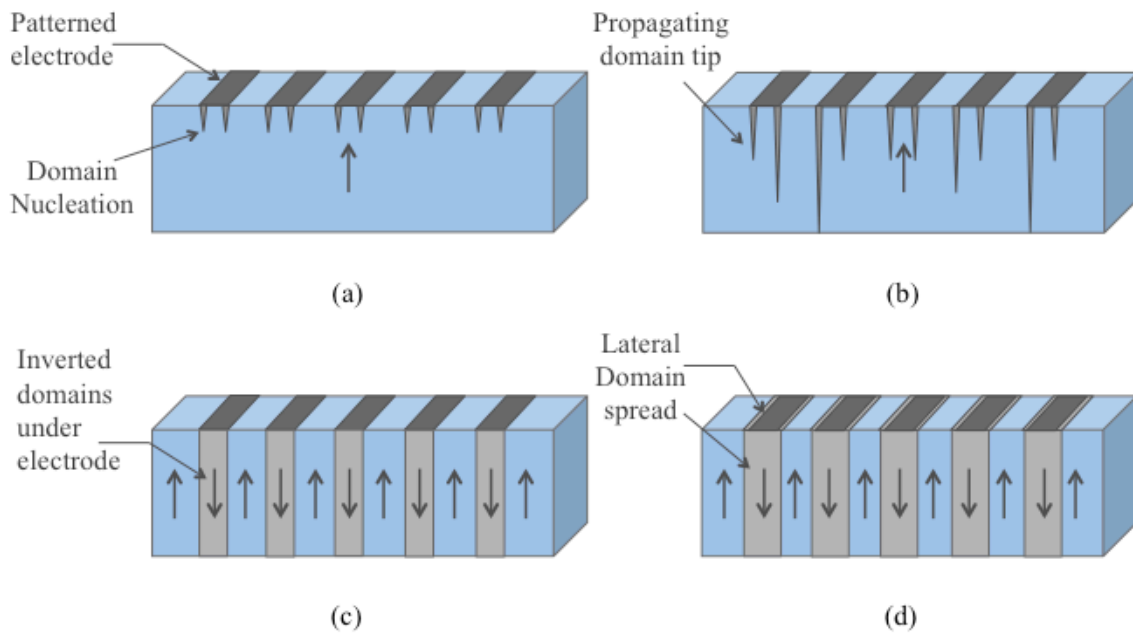 Patterned
electrode
Domain
Nucleation
(a)
Propagating
domain tip
(b)
Inverted
domains
under
electrode
(c)
Lateral
Domain
spread
(d)